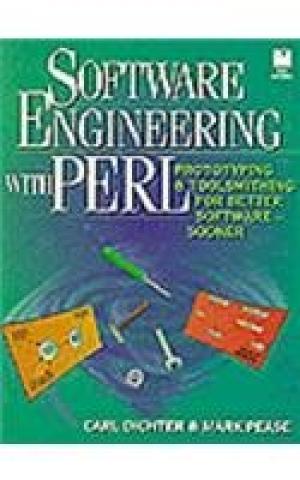 SOFTWARE
ENGINEERING
WITH PERL
PROTOTYPING
& TOOLSMITHING
FOR BETTER
SOFTWARE—
SOONER
CARL DICHTER & MARK PEASE